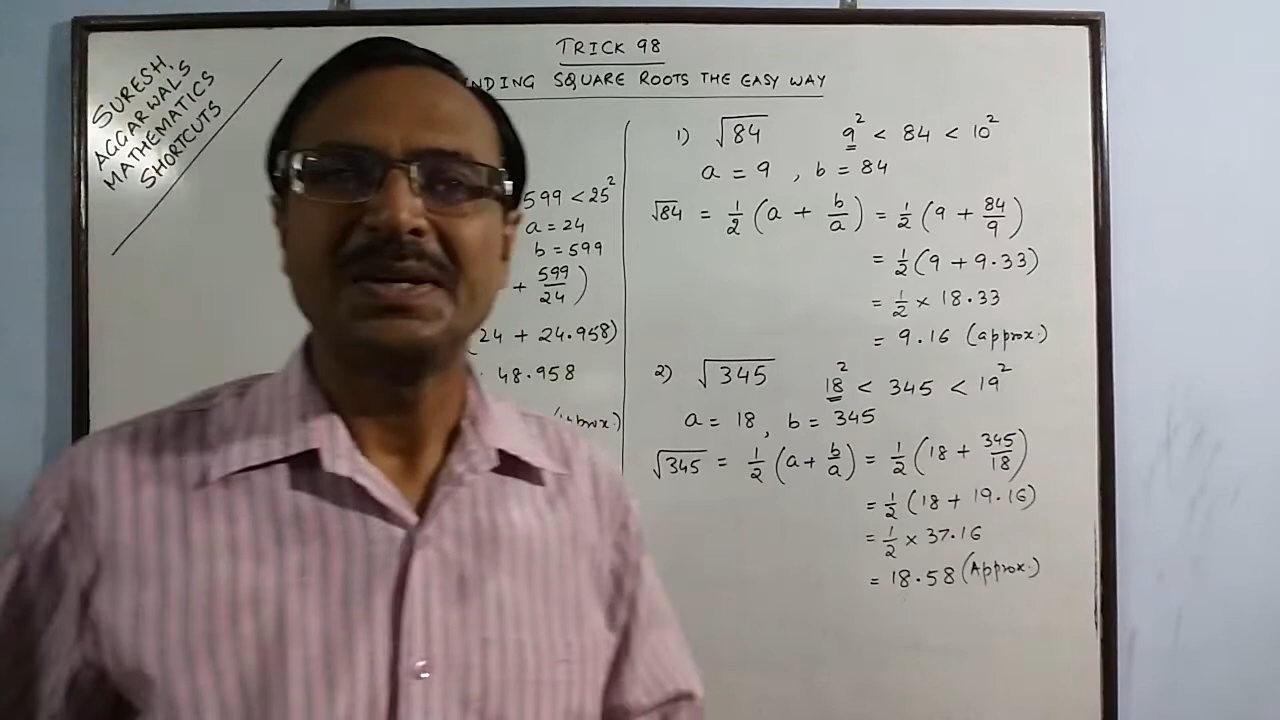 SURESH
AGGARWAL'S
MATHEMATICS
SHORTCUTS
TRICK 98
SQUARE ROOTS THE EASY WAY
599 < 25²
a = 24
b = 599
+ 599/24 )
(24 + 24.958)
48.958
1) √84 9² < 84 < 10²
a = 9 , b = 84
√84 = 1/2 (a + b/a) = 1/2 (9 + 84/9)
= 1/2 (9 + 9.33)
= 1/2 × 18.33
= 9.16 (approx.)
2) √345 18² < 345 < 19²
a = 18, b = 345
√345 = 1/2 (a + b/a) = 1/2 (18 + 345/18)
= 1/2 (18 + 19.16)
= 1/2 × 37.16
= 18.58 (Approx.)